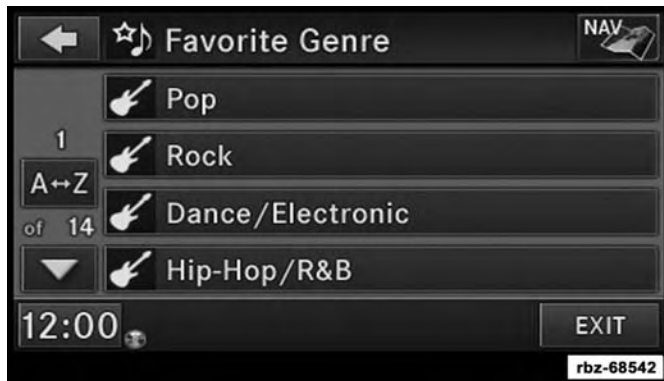 Favorite Genre
NAV
Pop
1
Rock
A↔Z
Dance/Electronic
of 14
Hip-Hop/R&B
12:00
EXIT
rbz-68542